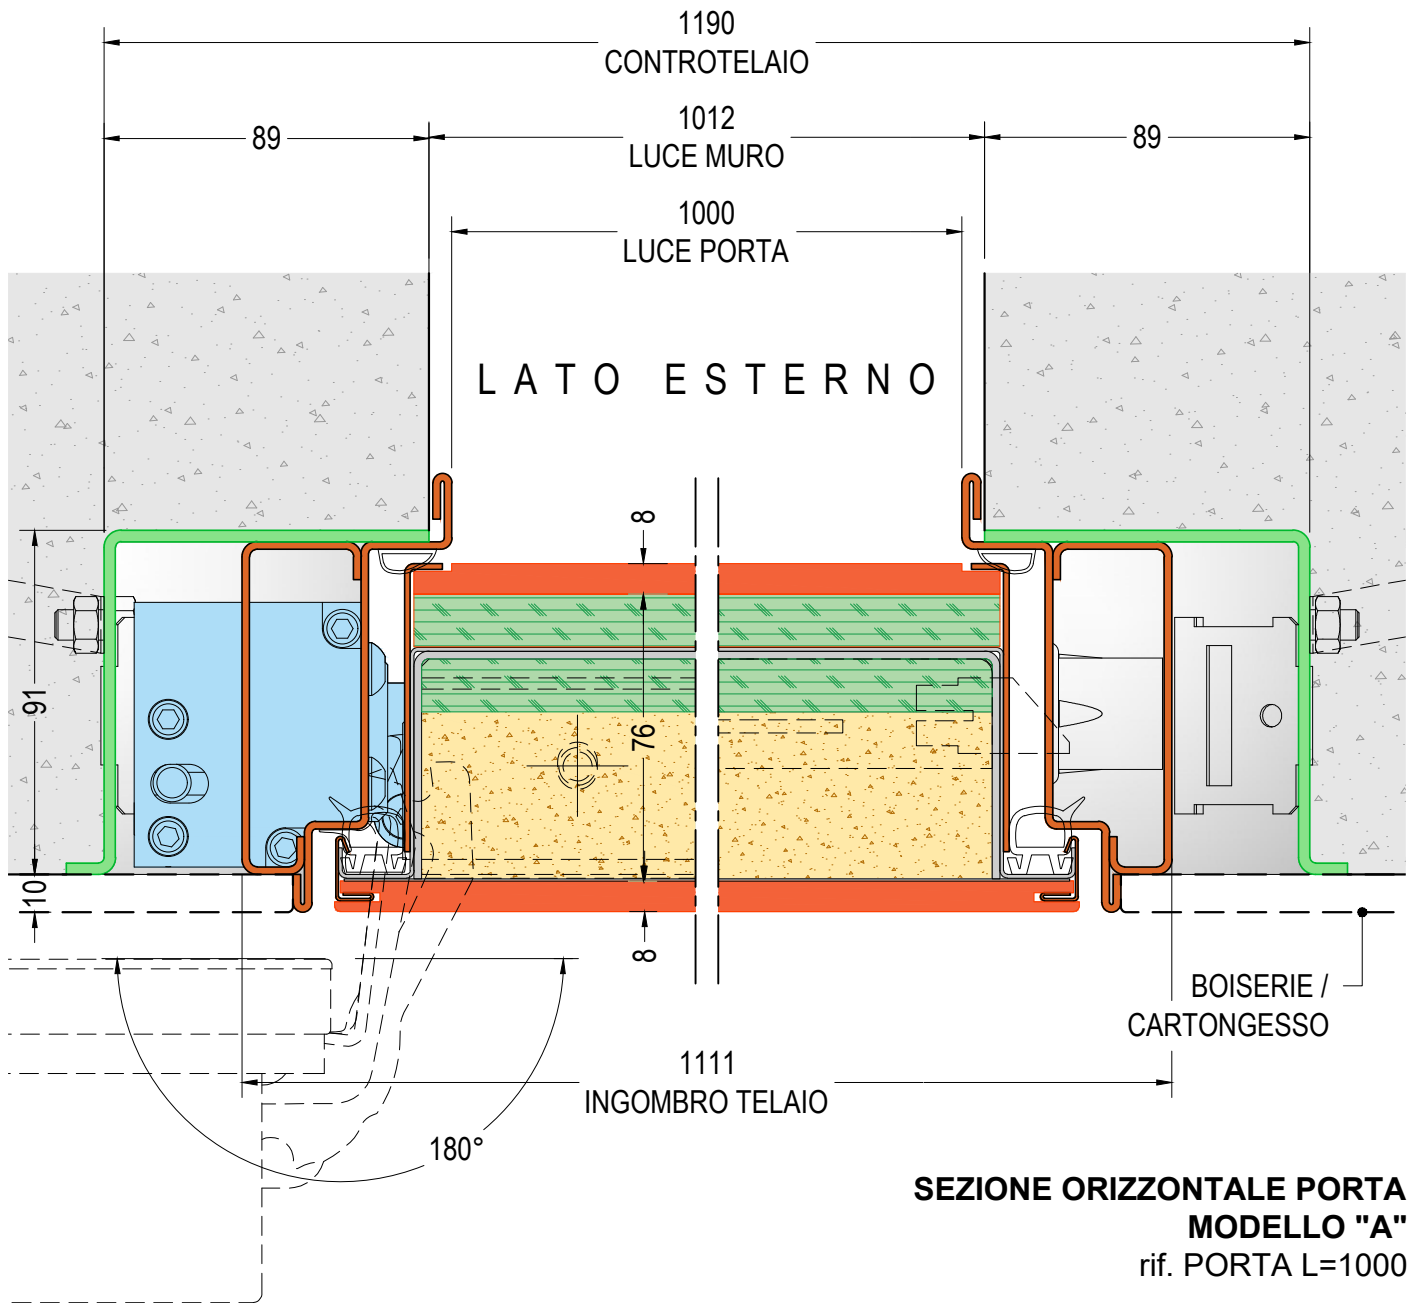 1190
CONTROTELAIO
89
1012
LUCE MURO
89
1000
LUCE PORTA
LATO ESTERNO
8
91
76
10
8
BOISERIE /
CARTONGESSO
1111
INGOMBRO TELAIO
180°
SEZIONE ORIZZONTALE PORTA
MODELLO "A"
rif. PORTA L=1000